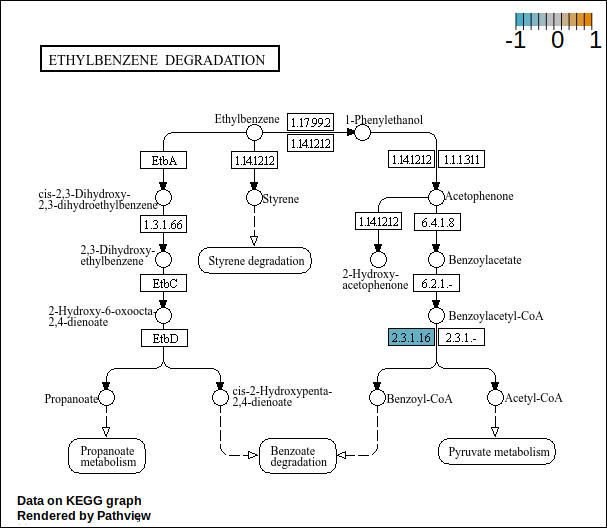 -1 0 1
ETHYLBENZENE DEGRADATION
Ethylbenzene
1.17.99.2
1-Phenylethanol
1.14.12.12
EtbA
1.14.12.12
1.14.12.12
1.1.1.311
cis-2,3-Dihydroxy-
2,3-dihydroethylbenzene
Styrene
Acetophenone
1.3.1.66
1.14.12.12
6.4.1.8
2,3-Dihydroxy-
ethylbenzene
Styrene degradation
2-Hydroxy-
acetophenone
Benzoylacetate
EtbC
6.2.1.-
2-Hydroxy-6-oxoocta-
2,4-dienoate
Benzoylacetyl-CoA
EtbD
2.3.1.16
2.3.1.-
Propanoate
cis-2-Hydroxypenta-
2,4-dienoate
Benzoyl-CoA
Acetyl-CoA
Propanoate
metabolism
Benzoate
degradation
Pyruvate metabolism
Data on KEGG graph
Rendered by Pathview